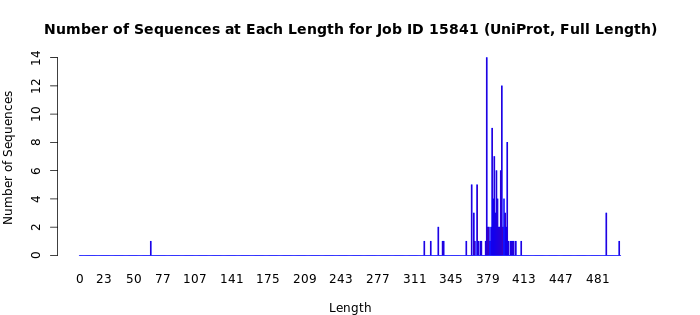 Number of Sequences at Each Length for Job ID 15841 (UniProt, Full Length)
Number of Sequences
14
12
10
8
6
4
2
0
0 23 50 77 107 141 175 209 243 277 311 345 379 413 447 481
Length